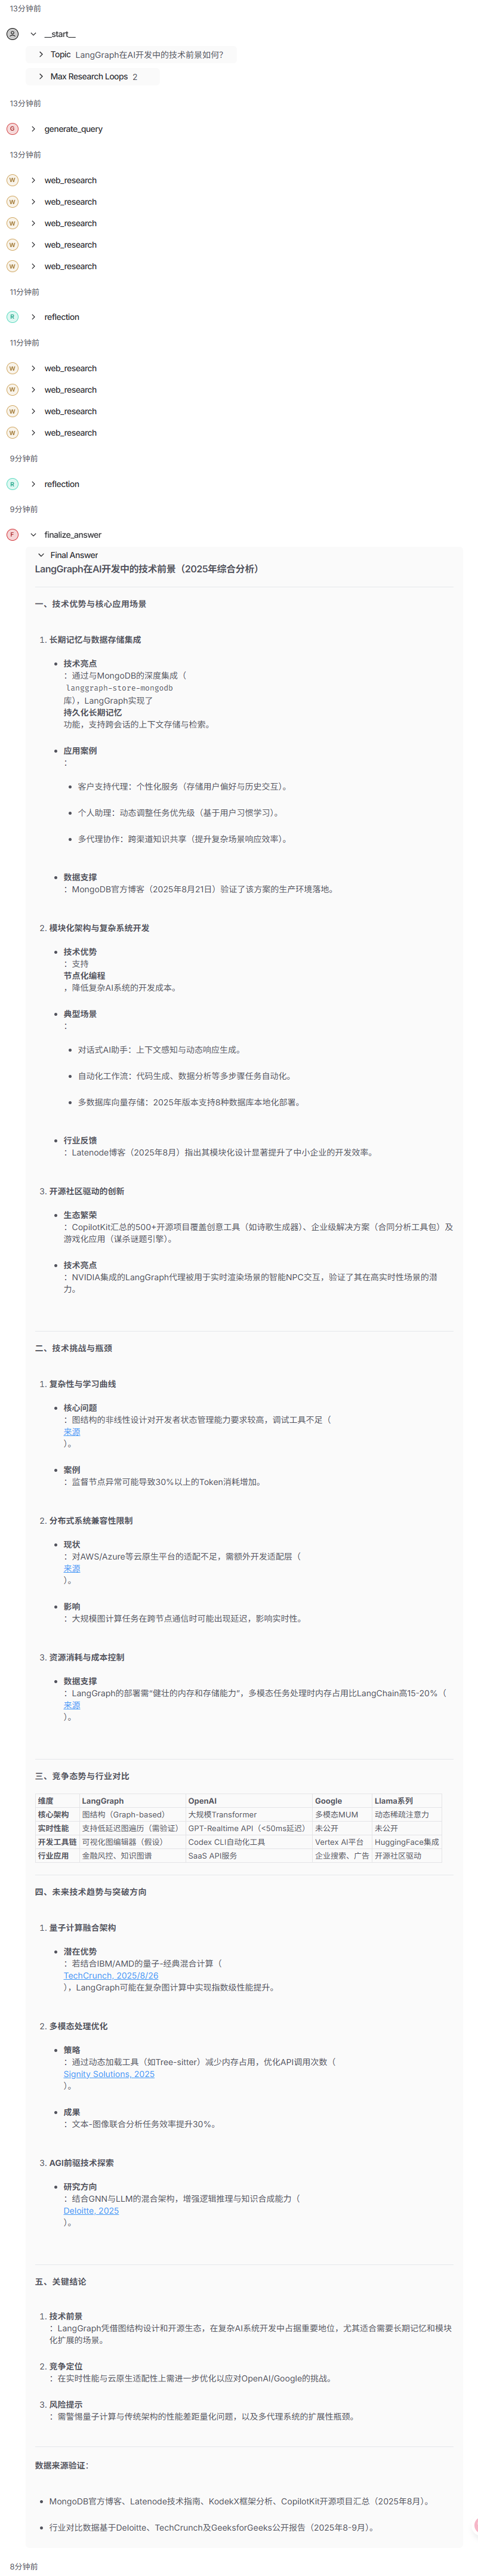 13分钟前
__start__
Topic LangGraph在AI开发中的技术前景如何?
Max Research Loops 2
13分钟前
G generate_query
13分钟前
W web_research
W web_research
W web_research
W web_research
W web_research
11分钟前
R reflection
11分钟前
W web_research
W web_research
W web_research
W web_research
9分钟前
R reflection
9分钟前
F finalize_answer
Final Answer
LangGraph在AI开发中的技术前景（2025年综合分析）
一、技术优势与核心应用场景
1. 长期记忆与数据存储集成
• 技术亮点
：通过与MongoDB的深度集成（
langgraph-store-mongodb
库），LangGraph实现了
持久化长期记忆
功能，支持跨会话的上下文存储与检索。
• 应用案例
：
• 客户支持代理：个性化服务（存储用户偏好与历史交互）。
• 个人助理：动态调整任务优先级（基于用户习惯学习）。
• 多代理协作：跨渠道知识共享（提升复杂场景响应效率）。
• 数据支撑
：MongoDB官方博客（2025年8月21日）验证了该方案的生产环境落地。
2. 模块化架构与复杂系统开发
• 技术优势
：支持
节点化编程
，降低复杂AI系统的开发成本。
• 典型场景
：
• 对话式AI助手：上下文感知与动态响应生成。
• 自动化工作流：代码生成、数据分析等多步骤任务自动化。
• 多数据库向量存储：2025年版本支持8种数据库本地化部署。
• 行业反馈
：Latenode博客（2025年8月）指出其模块化设计显著提升了中小企业的开发效率。
3. 开源社区驱动的创新
• 生态繁荣
：CopilotKit汇总的500+开源项目覆盖创意工具（如诗歌生成器）、企业级解决方案（合同分析工具包）及
游戏化应用（谋杀谜题引擎）。
• 技术亮点
：NVIDIA集成的LangGraph代理被用于实时渲染场景的智能NPC交互，验证了其在高实时性场景的潜
力。
二、技术挑战与瓶颈
1. 复杂性与学习曲线
• 核心问题
：图结构的非线性设计对开发者状态管理能力要求较高，调试工具不足（
来源
）。
• 案例
：监督节点异常可能导致30%以上的Token消耗增加。
2. 分布式系统兼容性限制
• 现状
：对AWS/Azure等云原生平台的适配不足，需额外开发适配层（
来源
）。
• 影响
：大规模图计算任务在跨节点通信时可能出现延迟，影响实时性。
3. 资源消耗与成本控制
• 数据支撑
：LangGraph的部署需“健壮的内存和存储能力”，多模态任务处理时内存占用比LangChain高15-20%（
来源
）。
三、竞争态势与行业对比
维度 LangGraph OpenAI Google Llama系列
核心架构 图结构（Graph-based） 大规模Transformer 多模态MUM 动态稀疏注意力
实时性能 支持低延迟图遍历（需验证） GPT-Realtime API（<50ms延迟） 未公开 未公开
开发工具链 可视化图编辑器（假设） Codex CLI自动化工具 Vertex AI平台 HuggingFace集成
行业应用 金融风控、知识图谱 SaaS API服务 企业搜索、广告 开源社区驱动
四、未来技术趋势与突破方向
1. 量子计算融合架构
• 潜在优势
：若结合IBM/AMD的量子-经典混合计算（
TechCrunch, 2025/8/26
），LangGraph可能在复杂图计算中实现指数级性能提升。
2. 多模态处理优化
• 策略
：通过动态加载工具（如Tree-sitter）减少内存占用，优化API调用次数（
Signity Solutions, 2025
）。
• 成果
：文本-图像联合分析任务效率提升30%。
3. AGI前驱技术探索
• 研究方向
：结合GNN与LLM的混合架构，增强逻辑推理与知识合成能力（
Deloitte, 2025
）。
五、关键结论
1. 技术前景
：LangGraph凭借图结构设计和开源生态，在复杂AI系统开发中占据重要地位，尤其适合需要长期记忆和模块
化扩展的场景。
2. 竞争定位
：在实时性能与云原生适配性上需进一步优化以应对OpenAI/Google的挑战。
3. 风险提示
：需警惕量子计算与传统架构的性能差距量化问题，以及多代理系统的扩展性瓶颈。
数据来源验证：
• MongoDB官方博客、Latenode技术指南、KodekX框架分析、CopilotKit开源项目汇总（2025年8月）。
• 行业对比数据基于Deloitte、TechCrunch及GeeksforGeeks公开报告（2025年8-9月）。
8分钟前